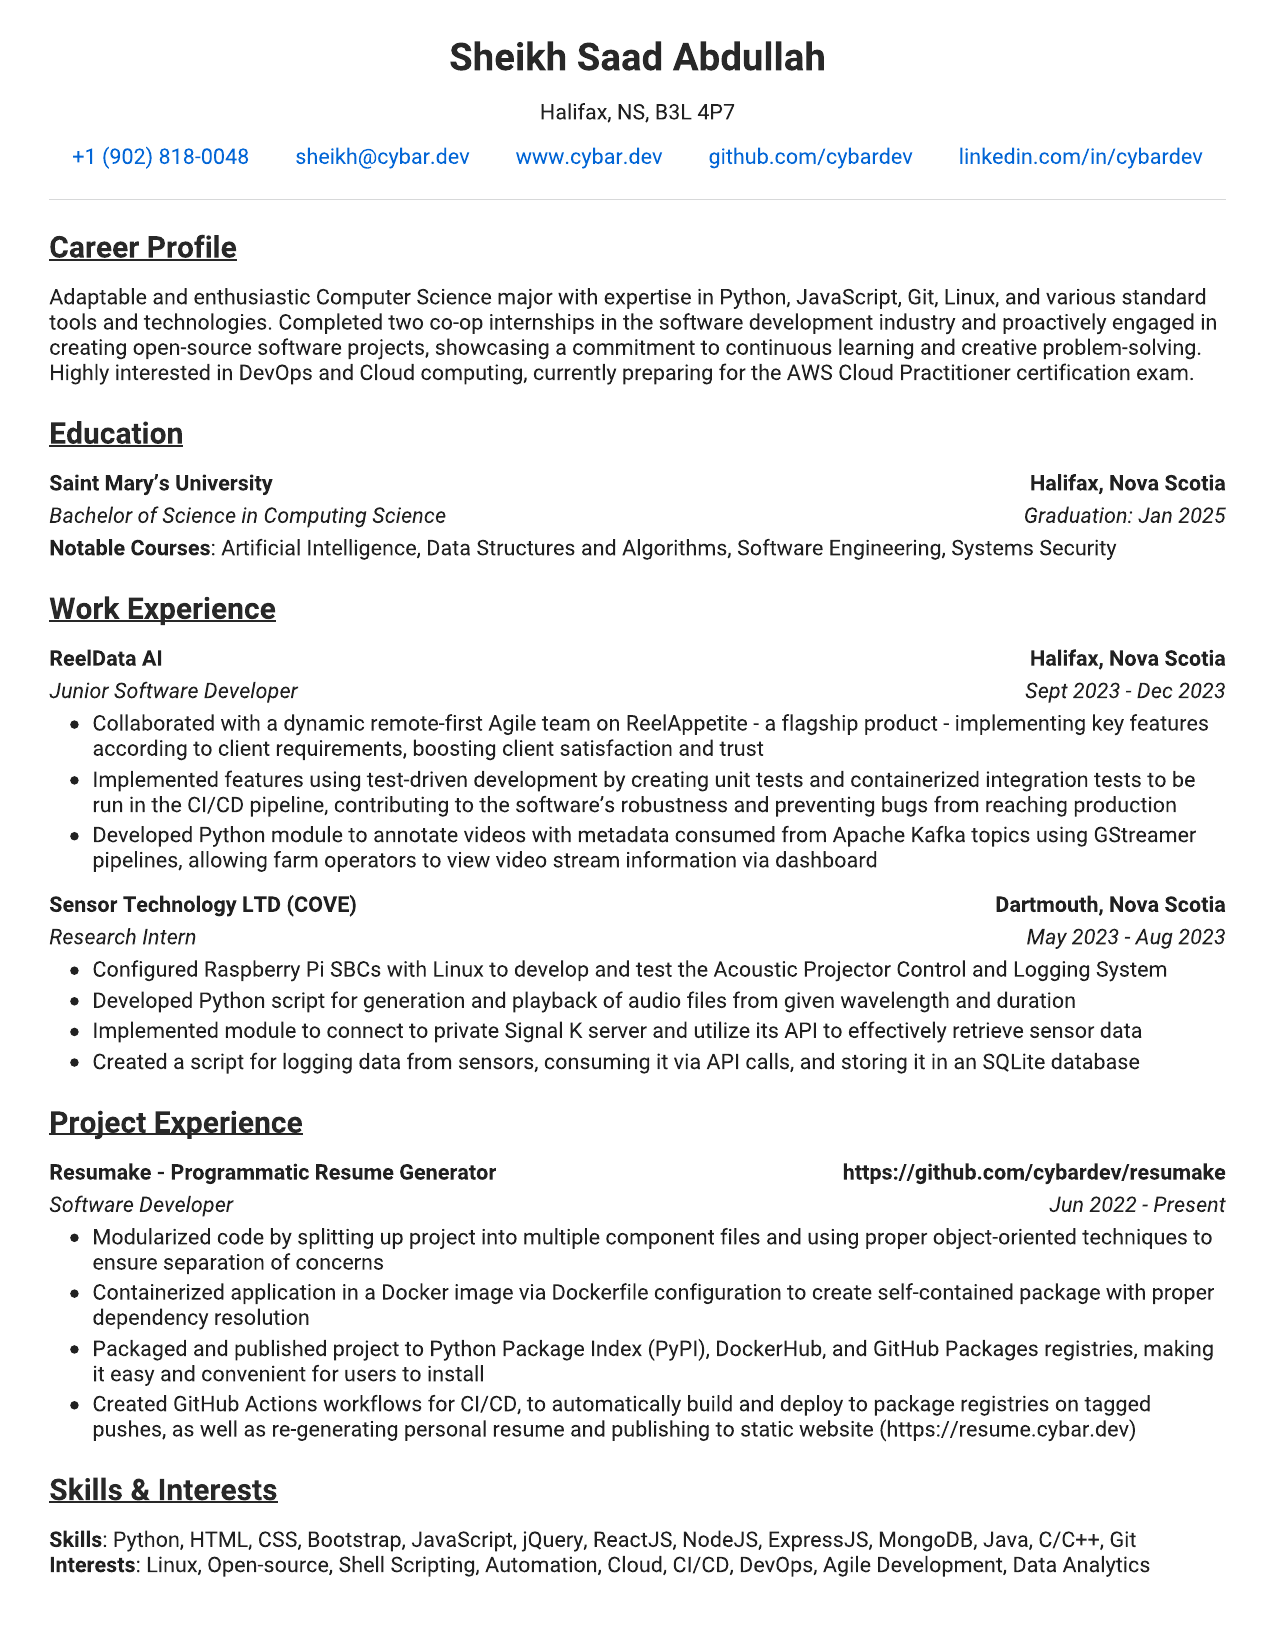 Sheikh Saad Abdullah
Halifax, NS, B3L 4P7
+1 (902) 818-0048 sheikh@cybar.dev www.cybar.dev github.com/cybardev linkedin.com/in/cybardev
Career Profile
Adaptable and enthusiastic Computer Science major with expertise in Python, JavaScript, Git, Linux, and various standard
tools and technologies. Completed two co-op internships in the software development industry and proactively engaged in
creating open-source software projects, showcasing a commitment to continuous learning and creative problem-solving.
Highly interested in DevOps and Cloud computing, currently preparing for the AWS Cloud Practitioner certification exam.
Education
Saint Mary’s University Halifax, Nova Scotia
Bachelor of Science in Computing Science Graduation: Jan 2025
Notable Courses: Artificial Intelligence, Data Structures and Algorithms, Software Engineering, Systems Security
Work Experience
ReelData AI Halifax, Nova Scotia
Junior Software Developer Sept 2023 - Dec 2023
• Collaborated with a dynamic remote-first Agile team on ReelAppetite - a flagship product - implementing key features
according to client requirements, boosting client satisfaction and trust
• Implemented features using test-driven development by creating unit tests and containerized integration tests to be
run in the CI/CD pipeline, contributing to the software’s robustness and preventing bugs from reaching production
• Developed Python module to annotate videos with metadata consumed from Apache Kafka topics using GStreamer
pipelines, allowing farm operators to view video stream information via dashboard
Sensor Technology LTD (COVE) Dartmouth, Nova Scotia
Research Intern May 2023 - Aug 2023
• Configured Raspberry Pi SBCs with Linux to develop and test the Acoustic Projector Control and Logging System
• Developed Python script for generation and playback of audio files from given wavelength and duration
• Implemented module to connect to private Signal K server and utilize its API to effectively retrieve sensor data
• Created a script for logging data from sensors, consuming it via API calls, and storing it in an SQLite database
Project Experience
Resumake - Programmatic Resume Generator https://github.com/cybardev/resumake
Software Developer Jun 2022 - Present
• Modularized code by splitting up project into multiple component files and using proper object-oriented techniques to
ensure separation of concerns
• Containerized application in a Docker image via Dockerfile configuration to create self-contained package with proper
dependency resolution
• Packaged and published project to Python Package Index (PyPI), DockerHub, and GitHub Packages registries, making
it easy and convenient for users to install
• Created GitHub Actions workflows for CI/CD, to automatically build and deploy to package registries on tagged
pushes, as well as re-generating personal resume and publishing to static website (https://resume.cybar.dev)
Skills & Interests
Skills: Python, HTML, CSS, Bootstrap, JavaScript, jQuery, ReactJS, NodeJS, ExpressJS, MongoDB, Java, C/C++, Git
Interests: Linux, Open-source, Shell Scripting, Automation, Cloud, CI/CD, DevOps, Agile Development, Data Analytics